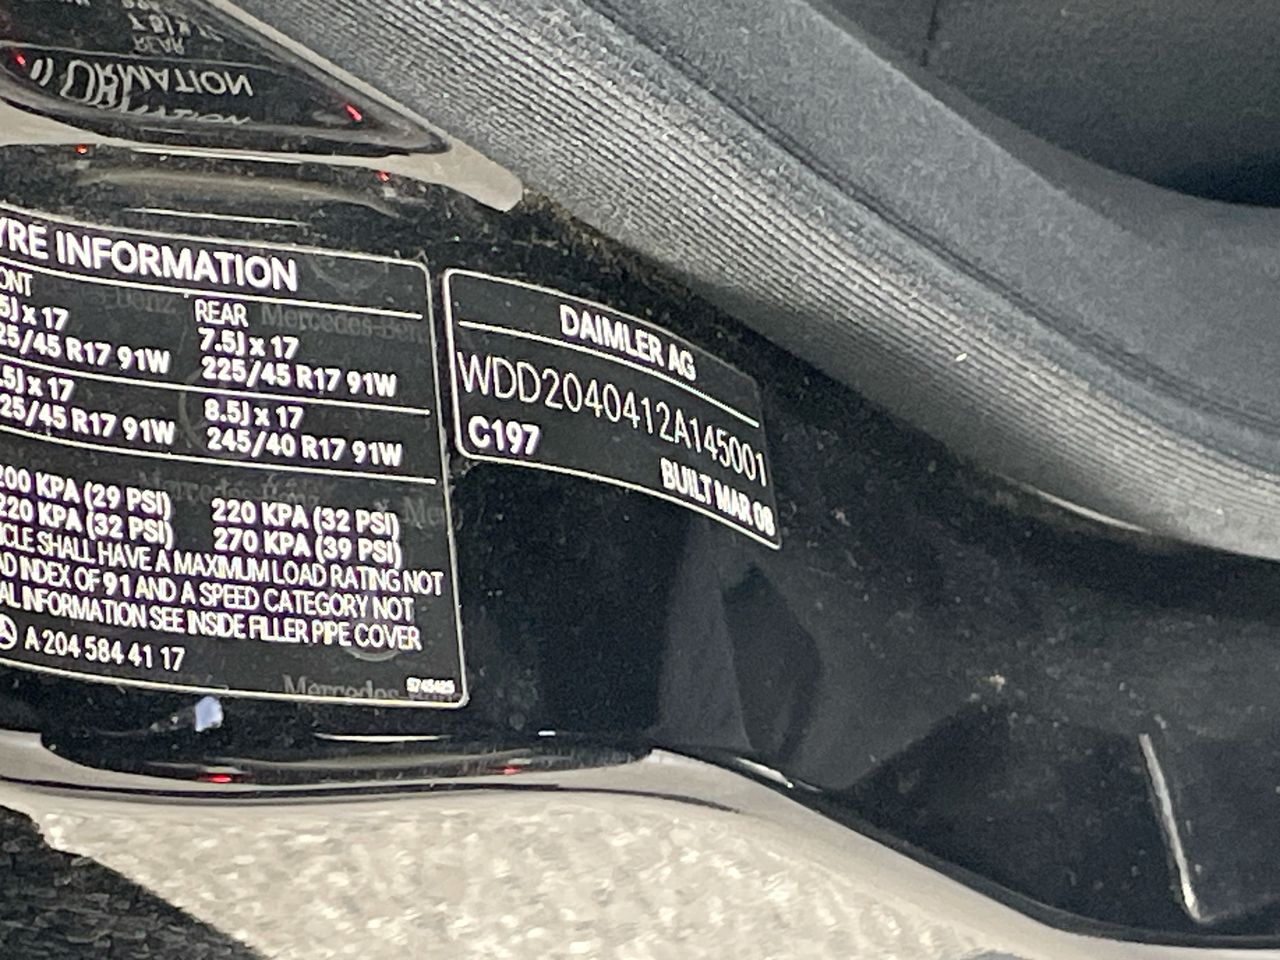 YRE INFORMATION
ONT
REAR
5J x 17
7.5J x 17
25/45 R17 91W
225/45 R17 91W
.5J x 17
8.5J x 17
25/45 R17 91W
245/40 R17 91W
200 KPA (29 PSI)
220 KPA (32 PSI)
220 KPA (32 PSI)
270 KPA (39 PSI)
ICLE SHALL HAVE A MAXIMUM LOAD RATING NOT
AD INDEX OF 91 AND A SPEED CATEGORY NOT
AL INFORMATION SEE INSIDE FILLER PIPE COVER
A 204 584 41 17
Mercedes-Benz
DAIMLER AG
WDD2040412A145001
C197
BUILT MAR 08